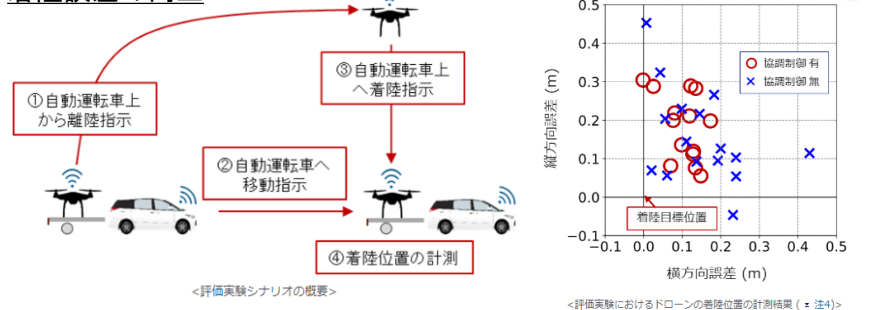 ①自動運転車上
から離陸指示
③自動運転車上
へ着陸指示
②自動運転車へ
移動指示
④着陸位置の計測
<評価実験シナリオの概要>
0.5
0.4
0.3
0.2
0.1
0.0
−0.1
縦方向誤差 (m)
協調制御 有
協調制御 無
着陸目標位置
−0.1 0.0 0.1 0.2 0.3 0.4 0.5
横方向誤差 (m)
<評価実験におけるドローンの着陸位置の計測結果 ( 注4)>